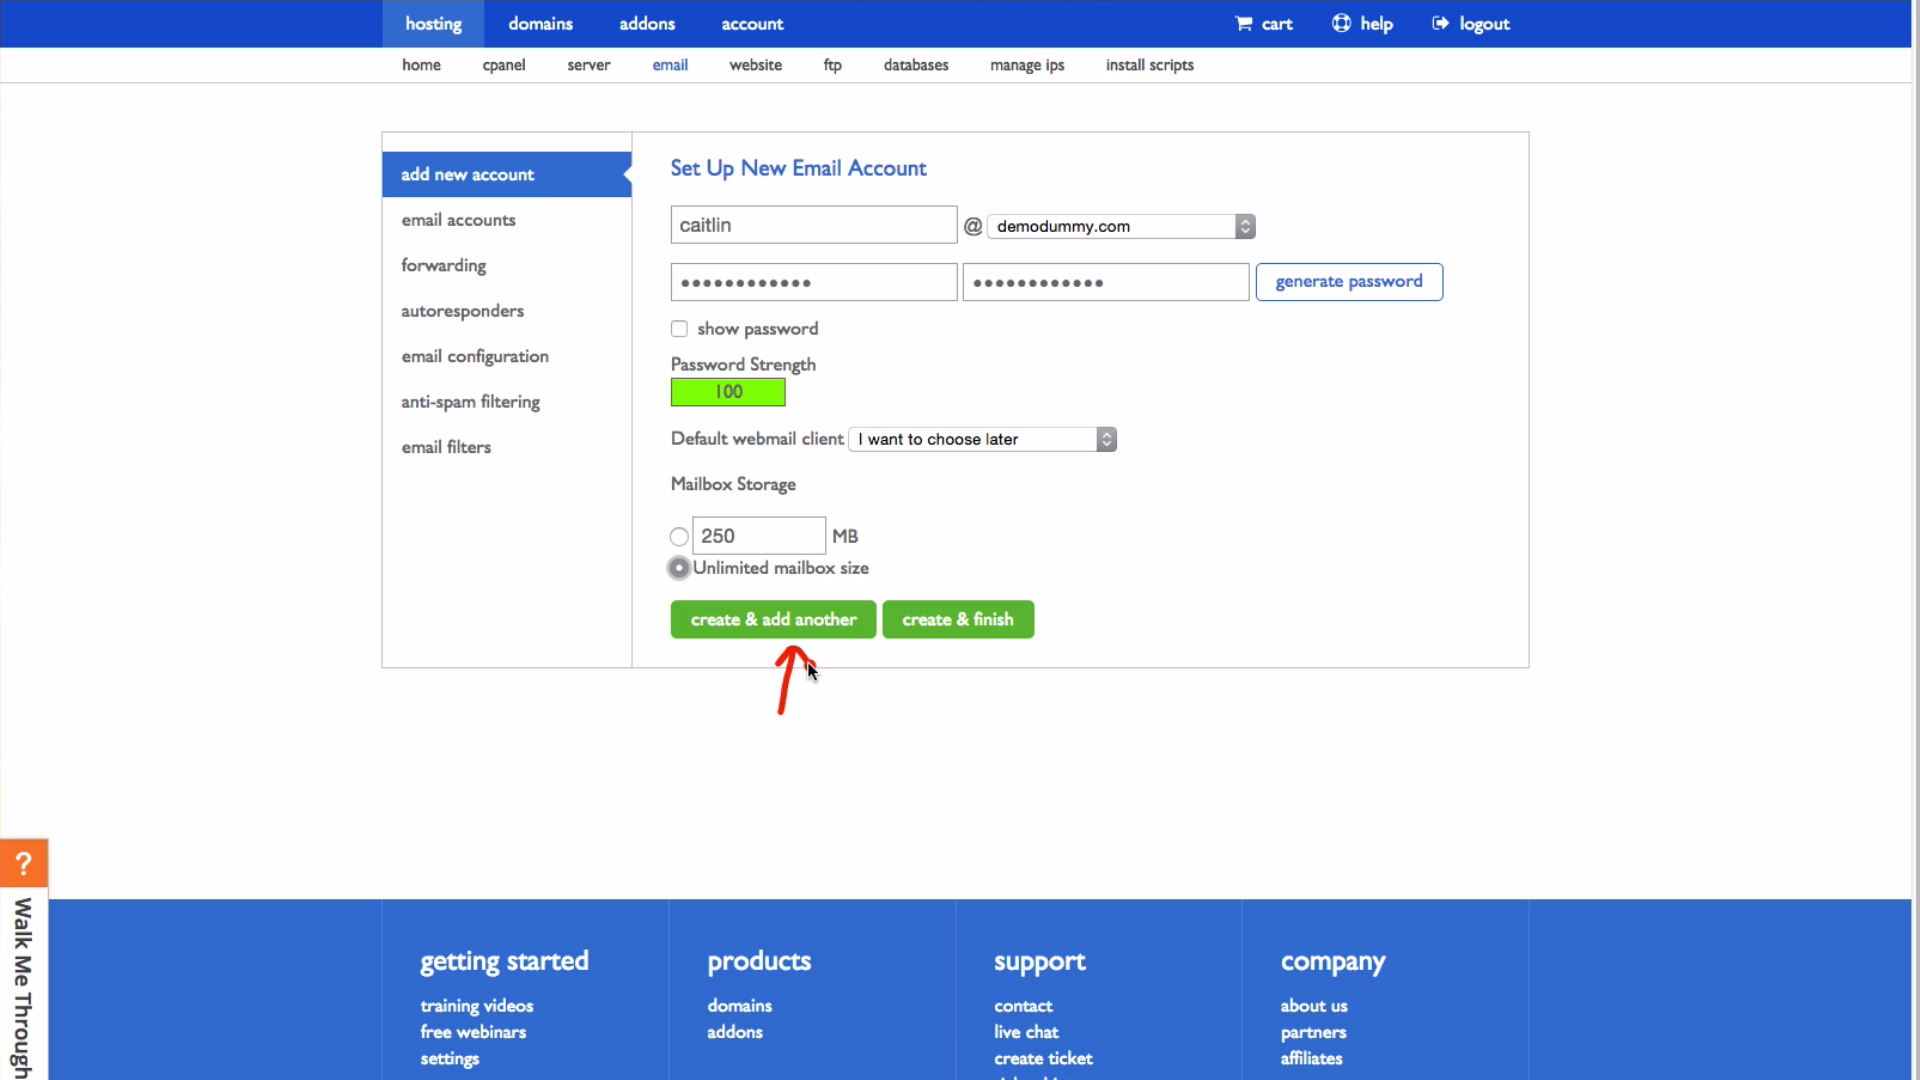 hosting domains addons account cart help logout
home cpanel server email website ftp databases manage ips install scripts
add new account
email accounts
forwarding
autoresponders
email configuration
anti-spam filtering
email filters
Set Up New Email Account
caitlin @ demodummy.com
generate password
show password
Password Strength
100
Default webmail client I want to choose later
Mailbox Storage
250 MB
Unlimited mailbox size
create & add another create & finish
?
Walk Me Through
getting started
training videos
free webinars
settings
products
domains
addons
support
contact
live chat
create ticket
company
about us
partners
affiliates